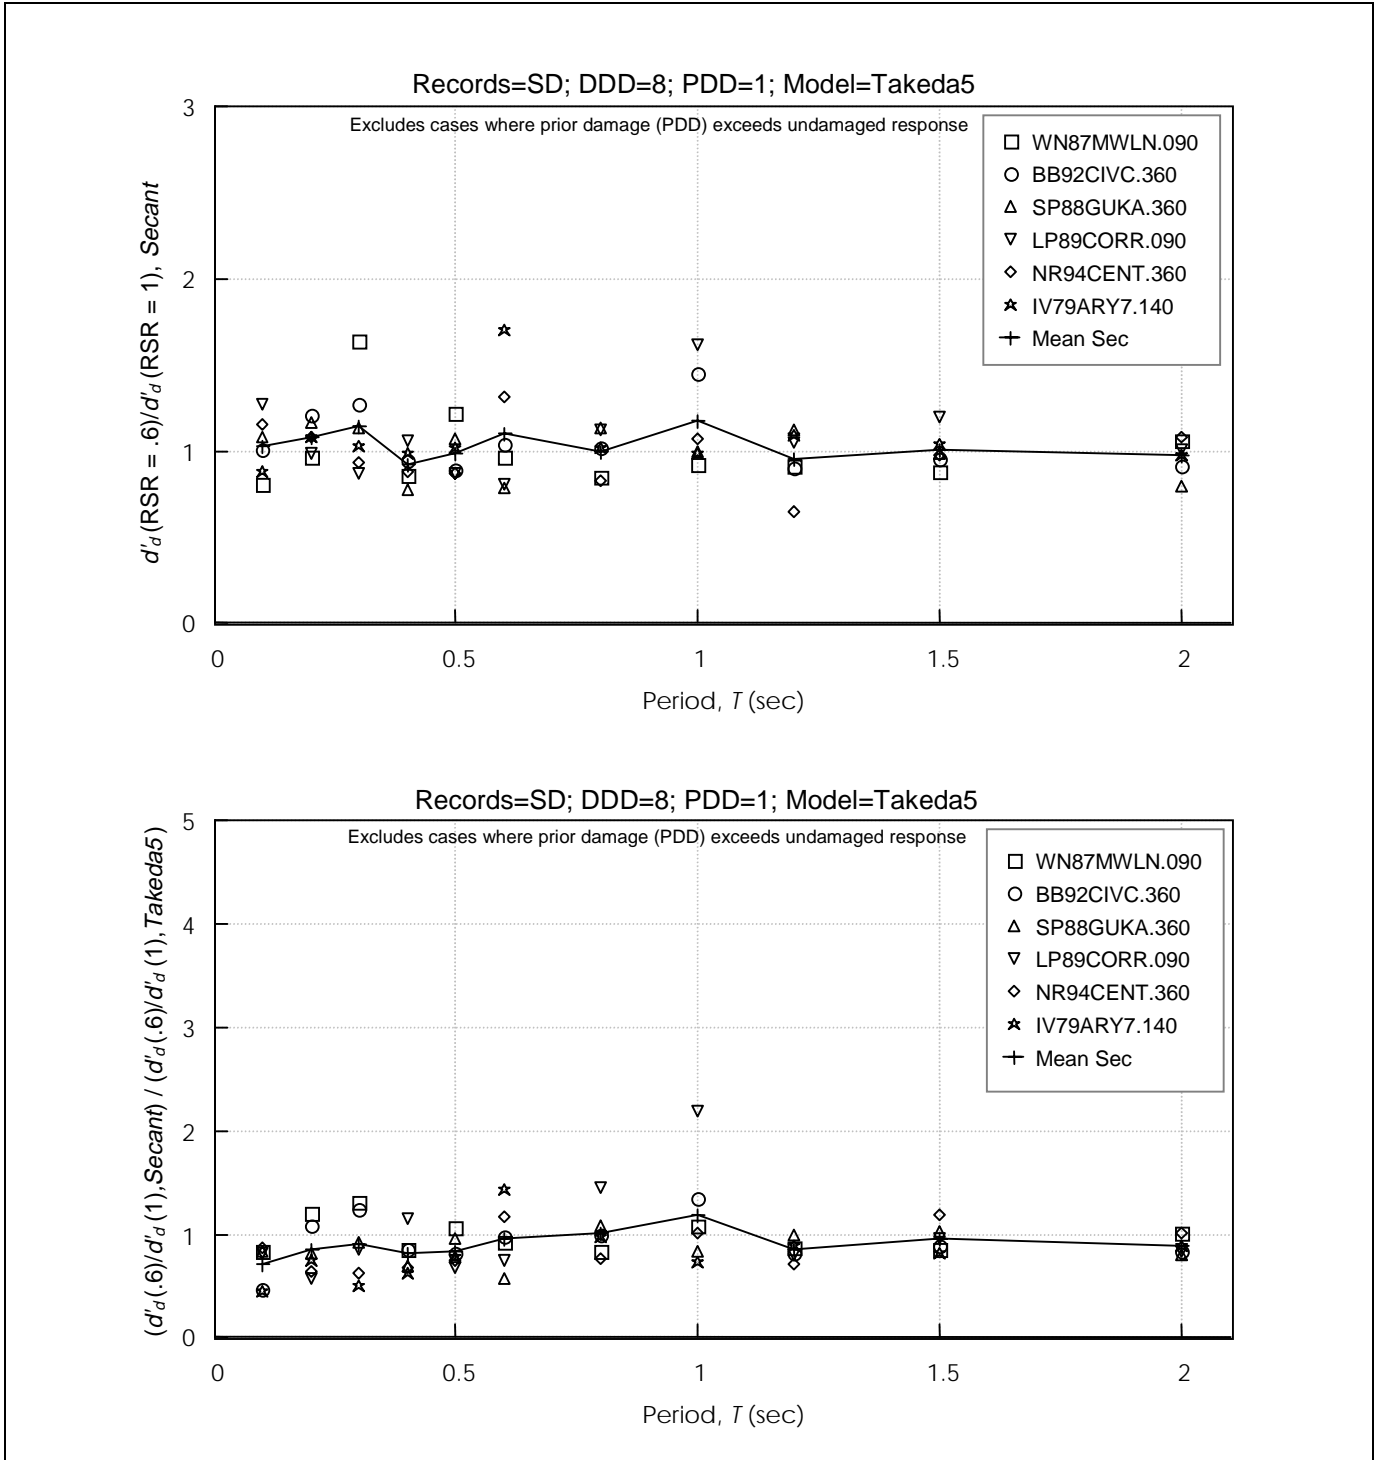 Records=SD; DDD=8; PDD=1; Model=Takeda5
Excludes cases where prior damage (PDD) exceeds undamaged response
d'd (RSR = .6)/d'd (RSR = 1), Secant
3
2
1
0
WN87MWLN.090
BB92CIVC.360
SP88GUKA.360
LP89CORR.090
NR94CENT.360
IV79ARY7.140
Mean Sec
0 0.5 1 1.5 2
Period, T (sec)
Records=SD; DDD=8; PDD=1; Model=Takeda5
Excludes cases where prior damage (PDD) exceeds undamaged response
(d'd (.6)/d'd (1),Secant) / (d'd (.6)/d'd (1),Takeda5)
5
4
3
2
1
0
WN87MWLN.090
BB92CIVC.360
SP88GUKA.360
LP89CORR.090
NR94CENT.360
IV79ARY7.140
Mean Sec
0 0.5 1 1.5 2
Period, T (sec)